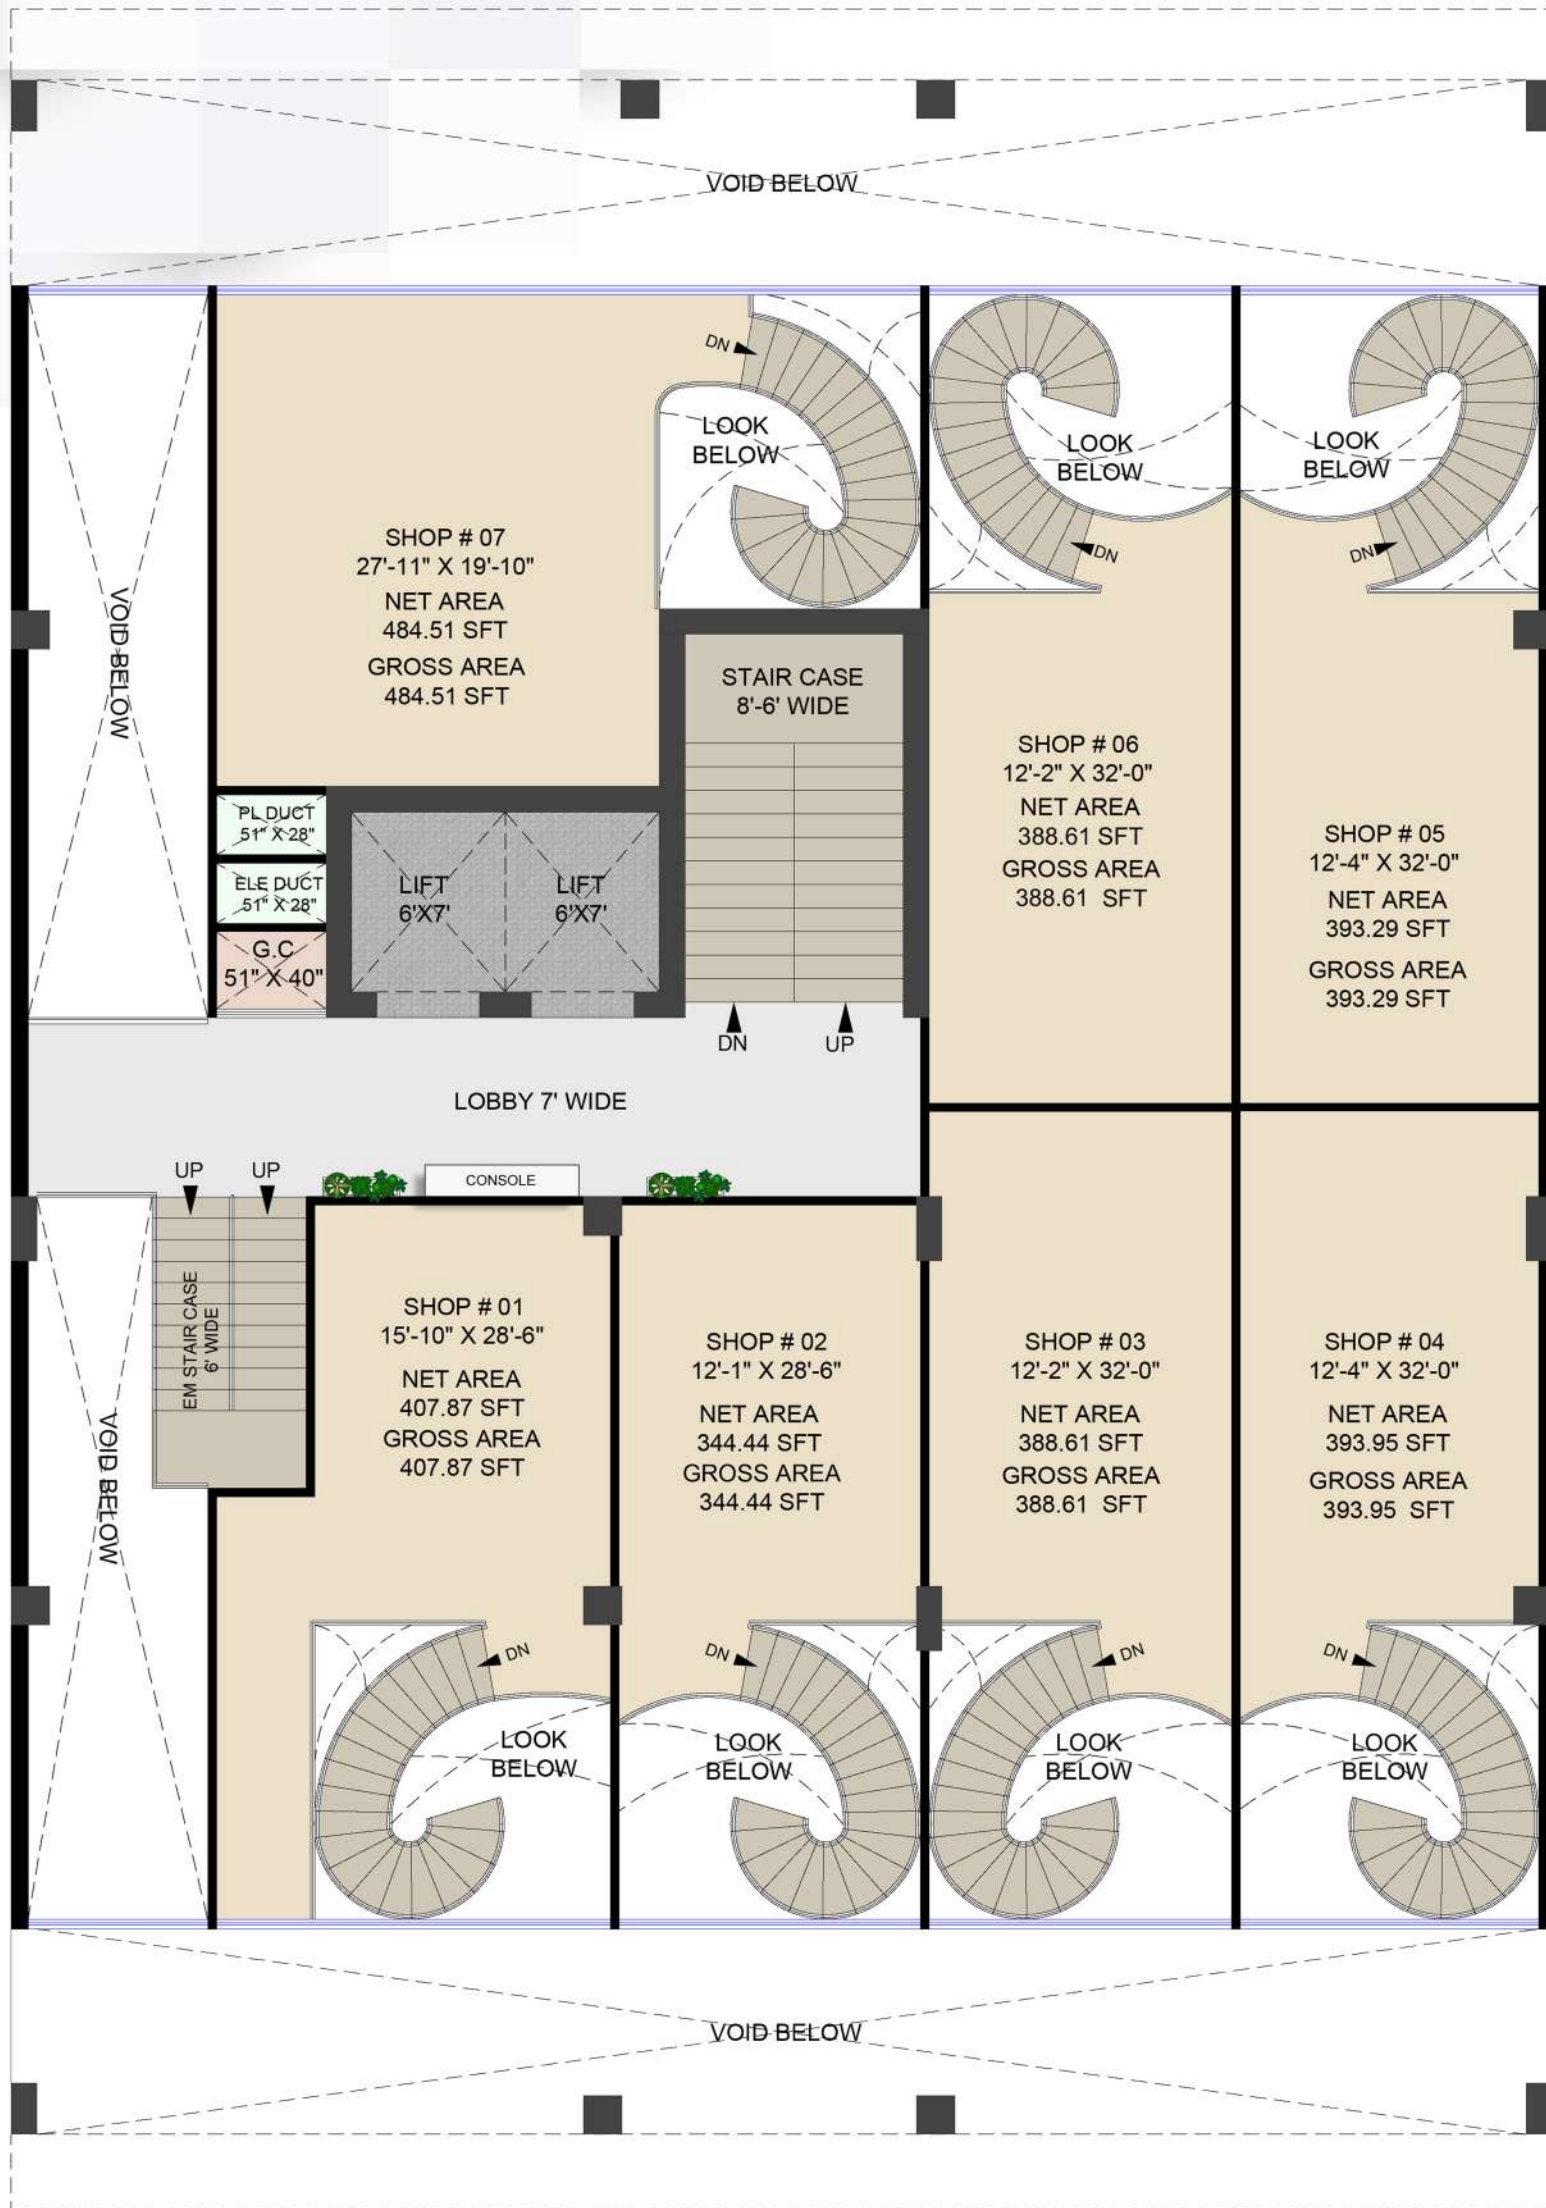 VOID BELOW
DN
LOOK
BELOW
LOOK
BELOW
LOOK
BELOW
DN
DN
SHOP # 07
27'-11" X 19'-10"
NET AREA
484.51 SFT
GROSS AREA
484.51 SFT
VOID BELOW
STAIR CASE
8'-6' WIDE
SHOP # 06
12'-2" X 32'-0"
NET AREA
388.61 SFT
GROSS AREA
388.61 SFT
SHOP # 05
12'-4" X 32'-0"
NET AREA
393.29 SFT
GROSS AREA
393.29 SFT
PL DUCT
51" X 28"
ELE DUCT
51" X 28"
G.C
51" X 40"
LIFT
6'X7'
LIFT
6'X7'
DN
UP
LOBBY 7' WIDE
UP
UP
CONSOLE
EM STAIR CASE
6' WIDE
VOID BELOW
SHOP # 01
15'-10" X 28'-6"
NET AREA
407.87 SFT
GROSS AREA
407.87 SFT
SHOP # 02
12'-1" X 28'-6"
NET AREA
344.44 SFT
GROSS AREA
344.44 SFT
SHOP # 03
12'-2" X 32'-0"
NET AREA
388.61 SFT
GROSS AREA
388.61 SFT
SHOP # 04
12'-4" X 32'-0"
NET AREA
393.95 SFT
GROSS AREA
393.95 SFT
DN
DN
DN
DN
LOOK
BELOW
LOOK
BELOW
LOOK
BELOW
LOOK
BELOW
VOID BELOW